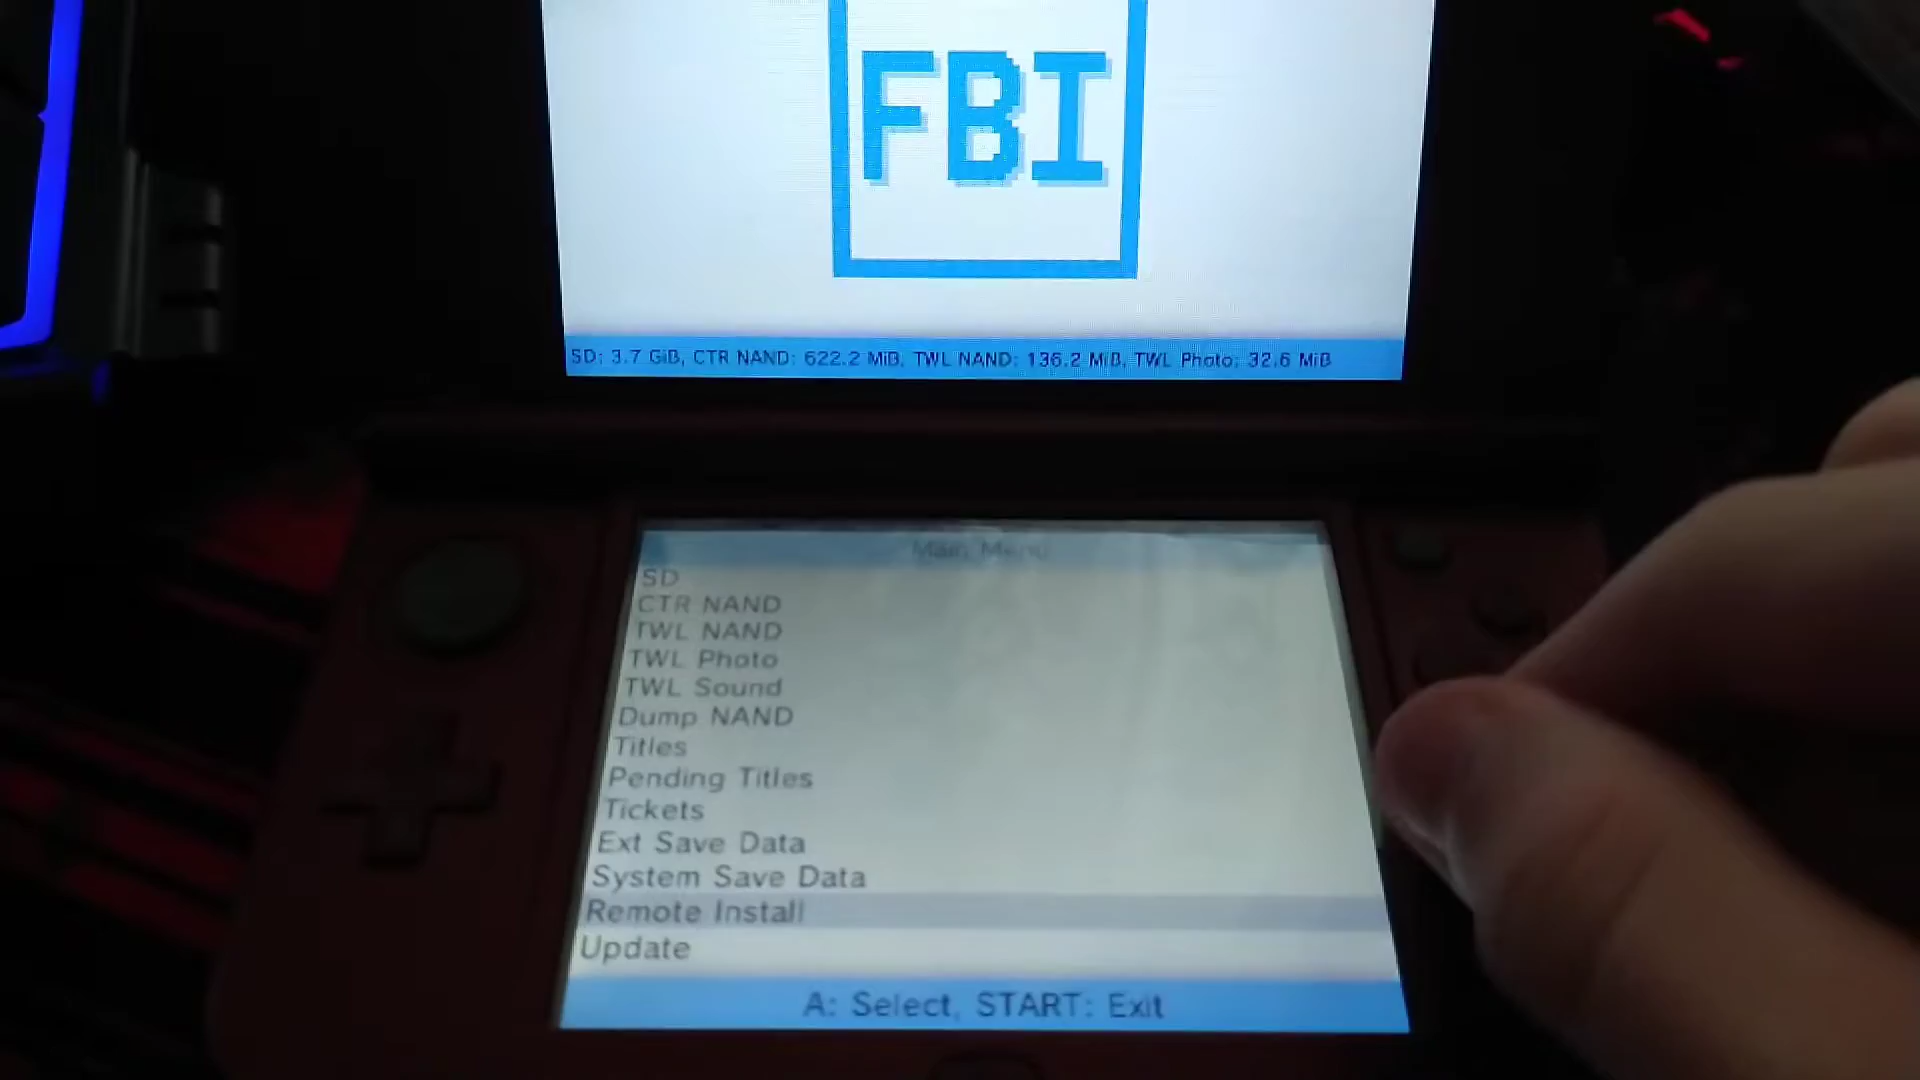 FBI
SD: 3.7 GiB, CTR NAND: 622.2 MiB, TWL NAND: 136.2 MiB, TWL Photo: 32.6 MiB
Main Menu
SD
CTR NAND
TWL NAND
TWL Photo
TWL Sound
Dump NAND
Titles
Pending Titles
Tickets
Ext Save Data
System Save Data
Remote Install
Update
A: Select, START: Exit